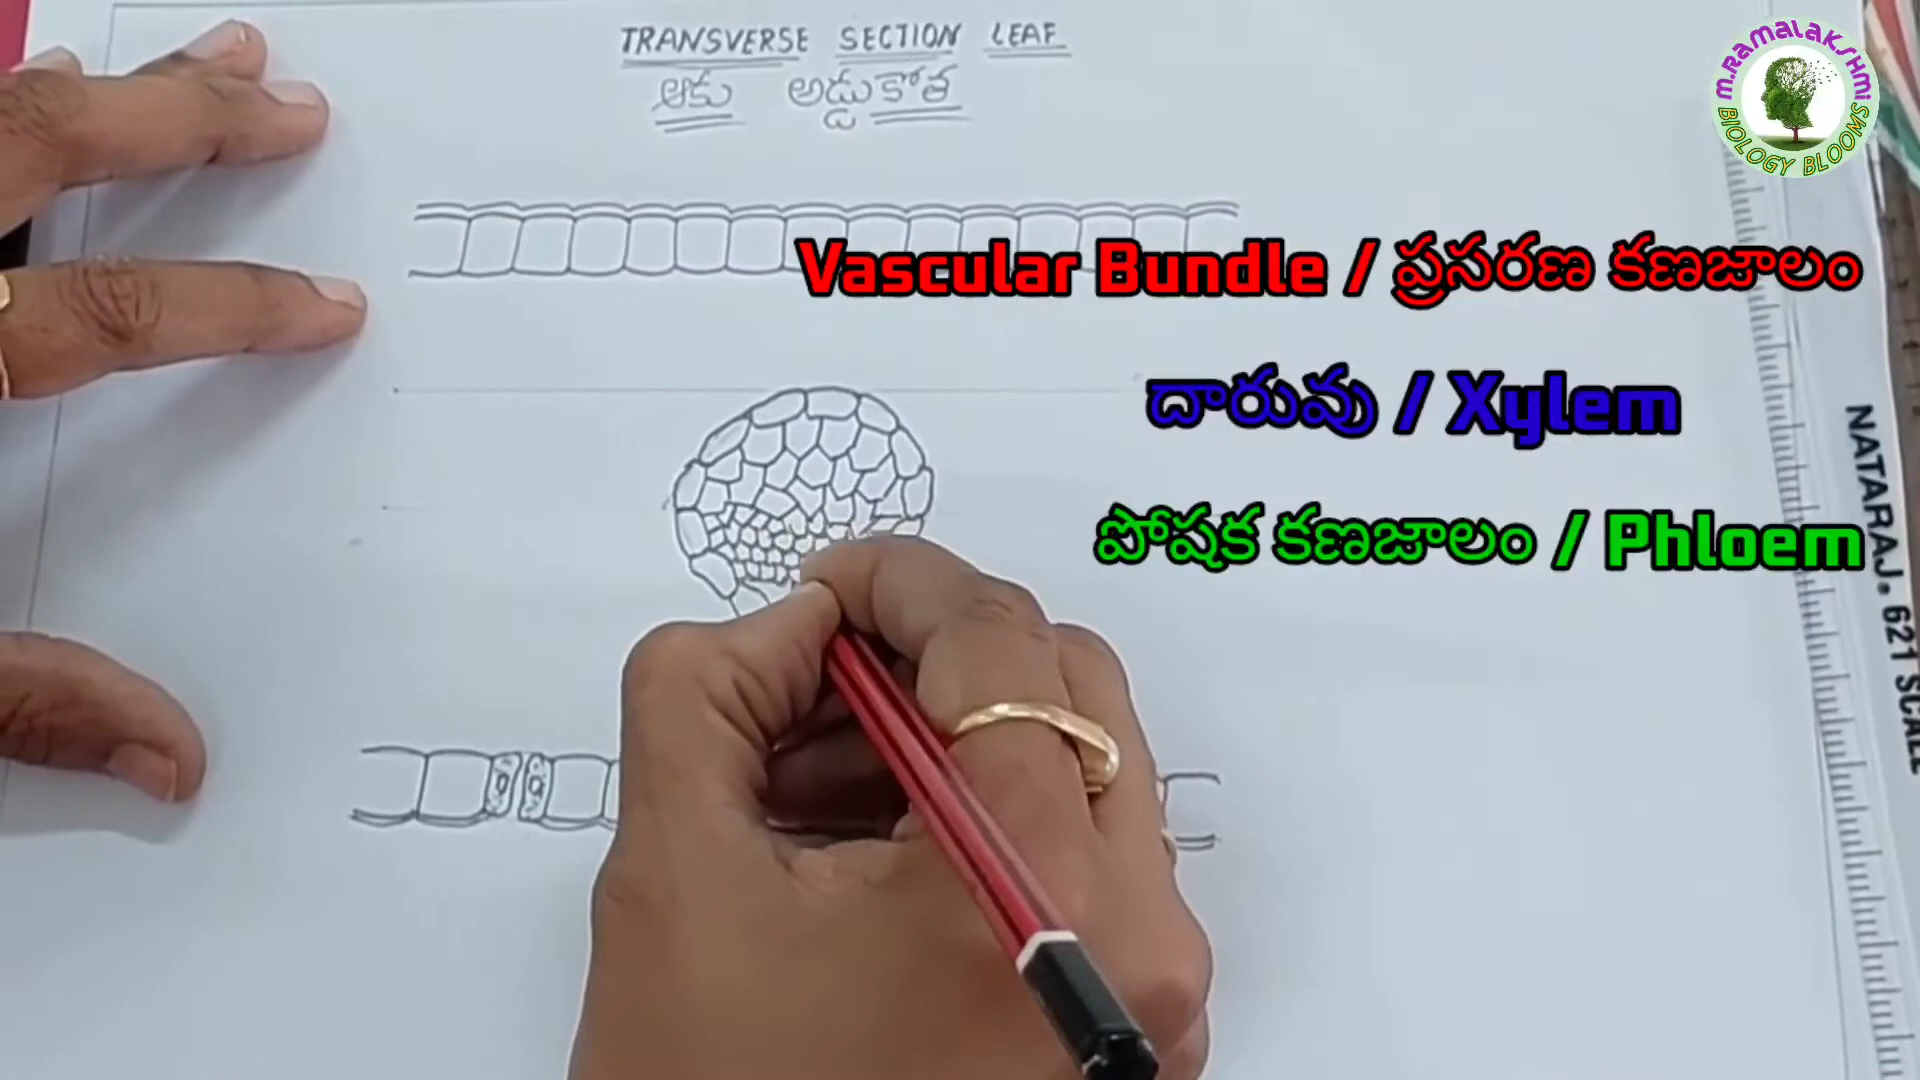 TRANSVERSE SECTION LEAF
ఆకు అడ్డుకోత
M.RAMALAKSHMI
BIOLOGY BLOOMS
Vascular Bundle / ప్రసరణ కణజాలం
దారువు / Xylem
పోషక కణజాలం / Phloem
NATARAJ. 621 SCALE